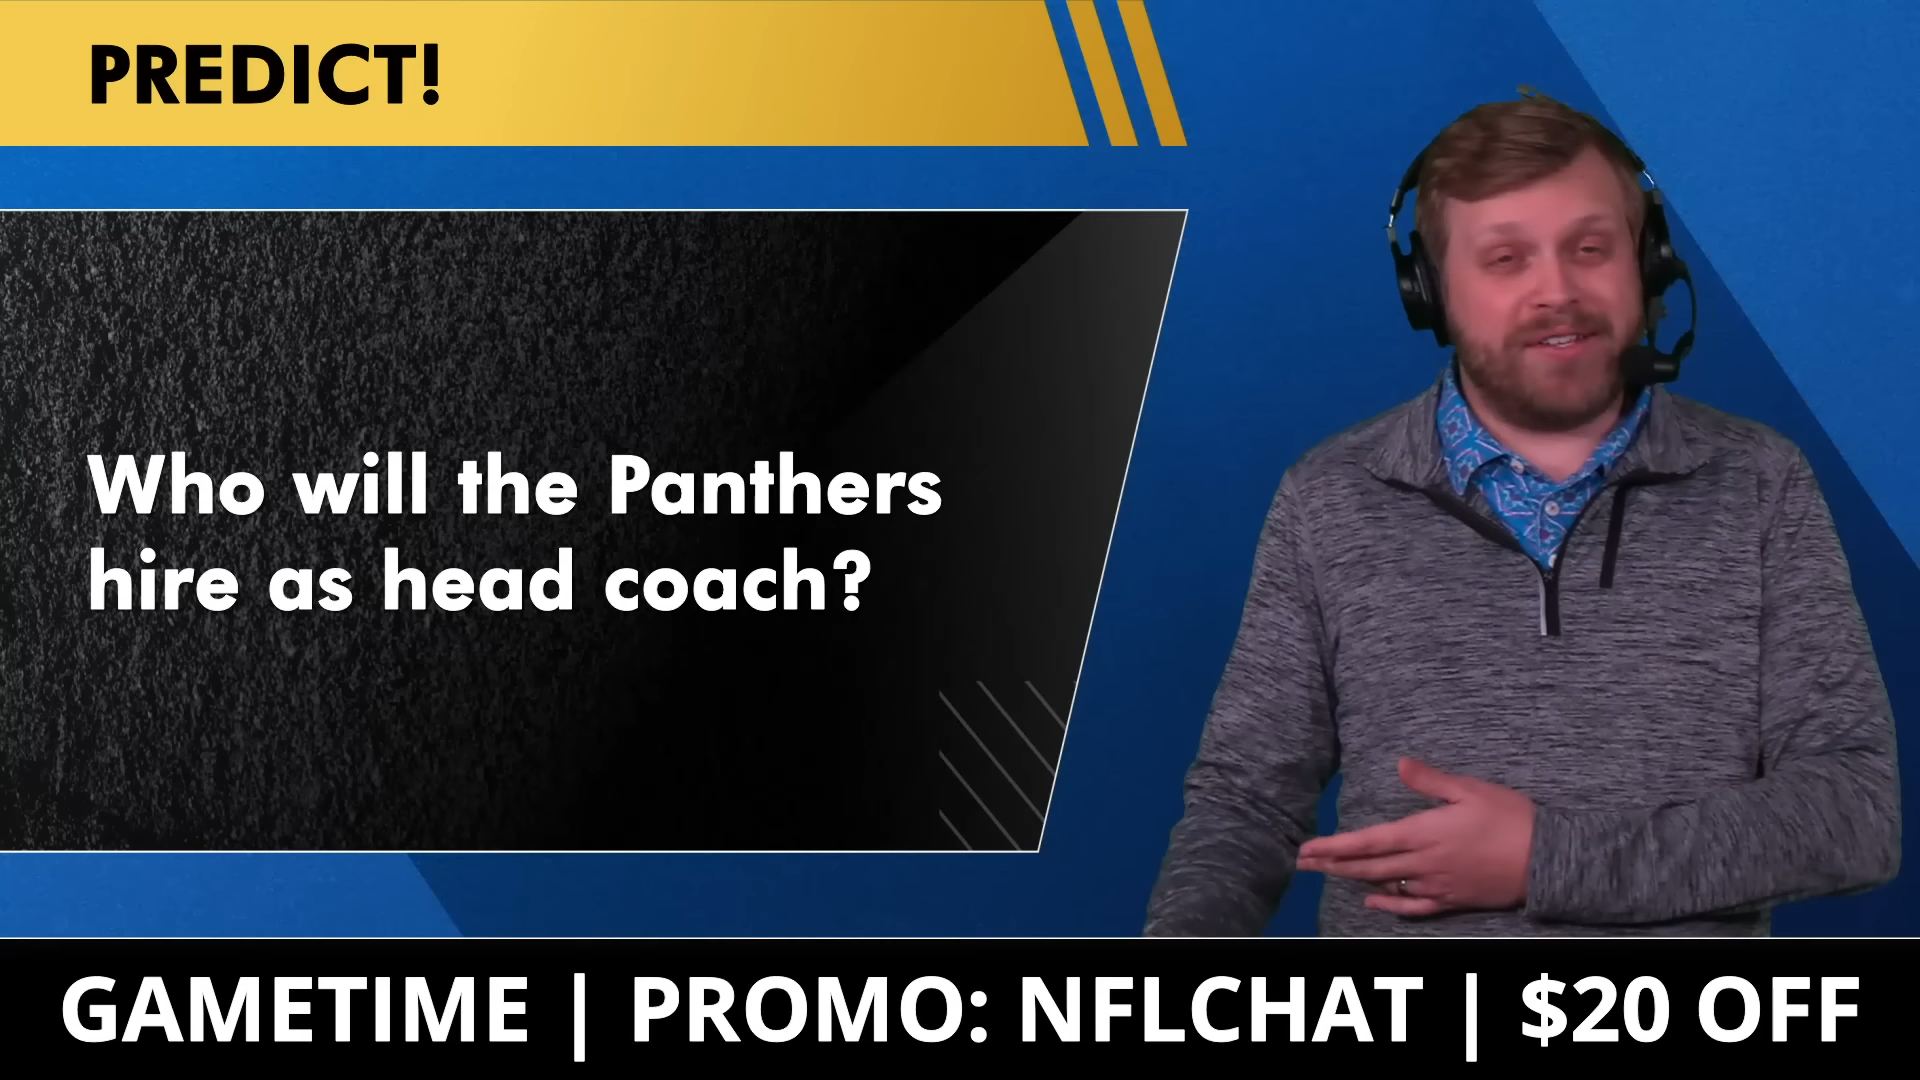 PREDICT!
Who will the Panthers
hire as head coach?
GAMETIME | PROMO: NFLCHAT | $20 OFF